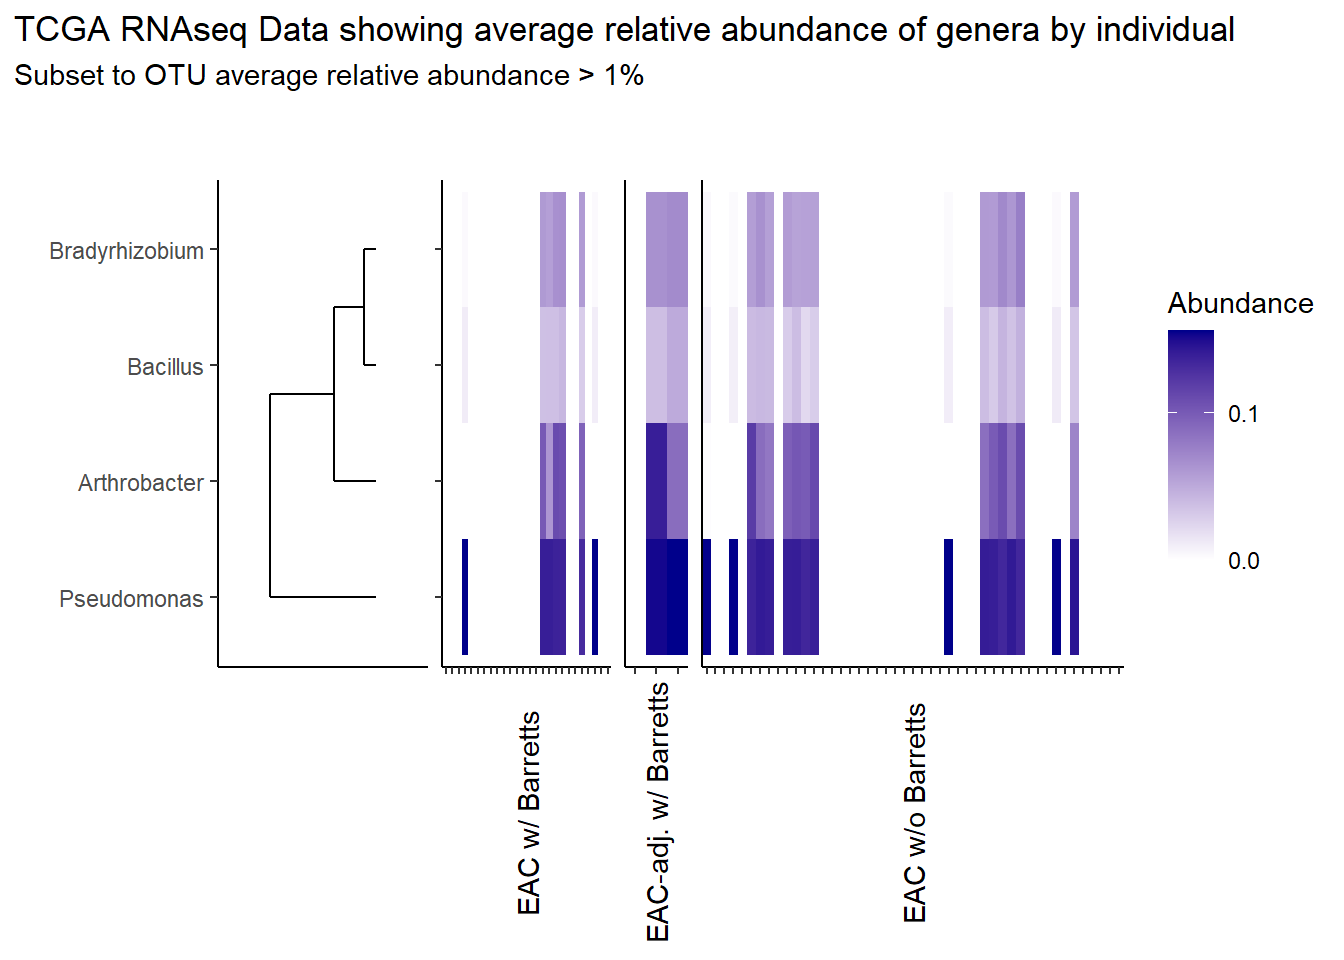 TCGA RNAseq Data showing average relative abundance of genera by individual
Subset to OTU average relative abundance > 1%
Bradyrhizobium
Bacillus
Arthrobacter
Pseudomonas
EAC w/ Barretts
EAC-adj. w/ Barretts
EAC w/o Barretts
Abundance
0.1
0.0